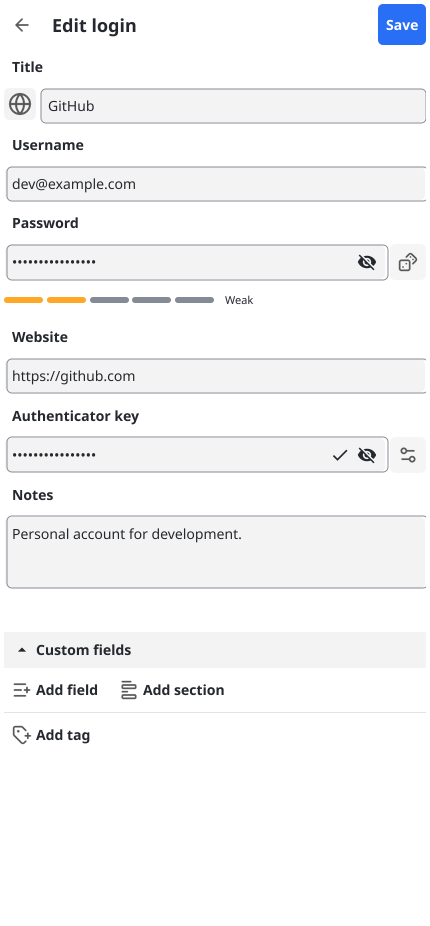 Edit login
Save
Title
GitHub
Username
dev@example.com
Password
••••••••••••••••
Weak
Website
https://github.com
Authenticator key
••••••••••••••••
Notes
Personal account for development.
Custom fields
Add field Add section
Add tag